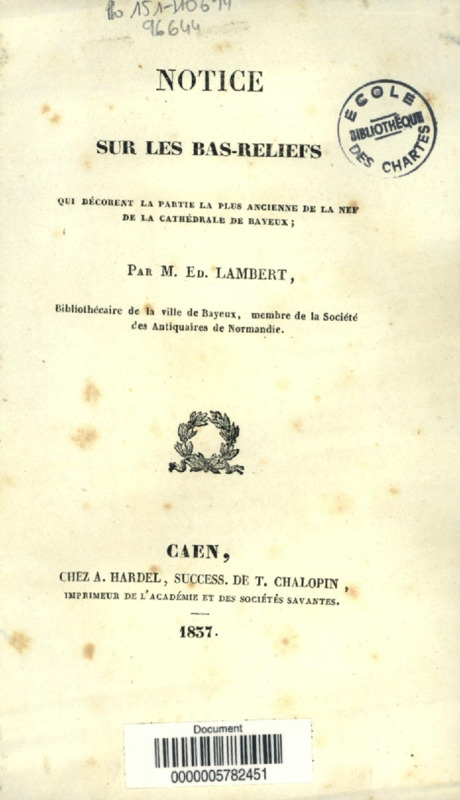 96644
NOTICE
ÉCOLE
BIBLIOTHÈQUE
DES CHARTES
SUR LES BAS-RELIEFS
QUI DÉCORENT LA PARTIE LA PLUS ANCIENNE DE LA NEF
DE LA CATHÉDRALE DE BAYEUX ;
PAR M. ED. LAMBERT,
Bibliothécaire de la ville de Bayeux, membre de la Société
des Antiquaires de Normandie.
CAEN,
CHEZ A. HARDEL, SUCCESS. DE T. CHALOPIN,
IMPRIMEUR DE L'ACADÉMIE ET DES SOCIÉTÉS SAVANTES.
1837.
Document
0000005782451